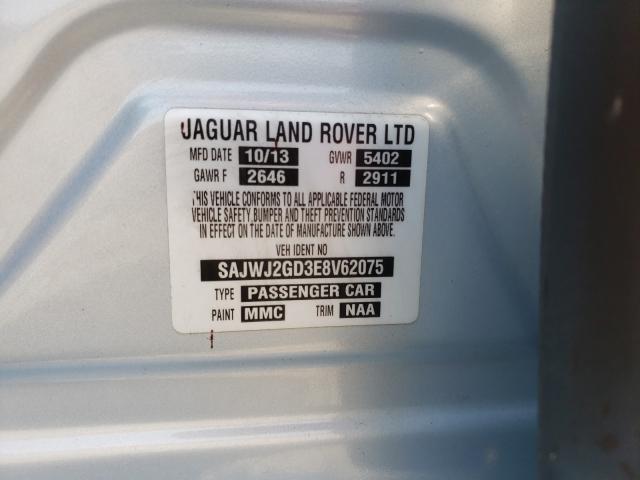 JAGUAR LAND ROVER LTD
MFD DATE 10/13 GVWR 5402
GAWR F 2646 R 2911
THIS VEHICLE CONFORMS TO ALL APPLICABLE FEDERAL MOTOR
VEHICLE SAFETY BUMPER AND THEFT PREVENTION STANDARDS
IN EFFECT ON THE DATE OF MANUFACTURE SHOWN ABOVE.
VEH IDENT NO
SAJWJ2GD3E8V62075
TYPE PASSENGER CAR
PAINT MMC TRIM NAA